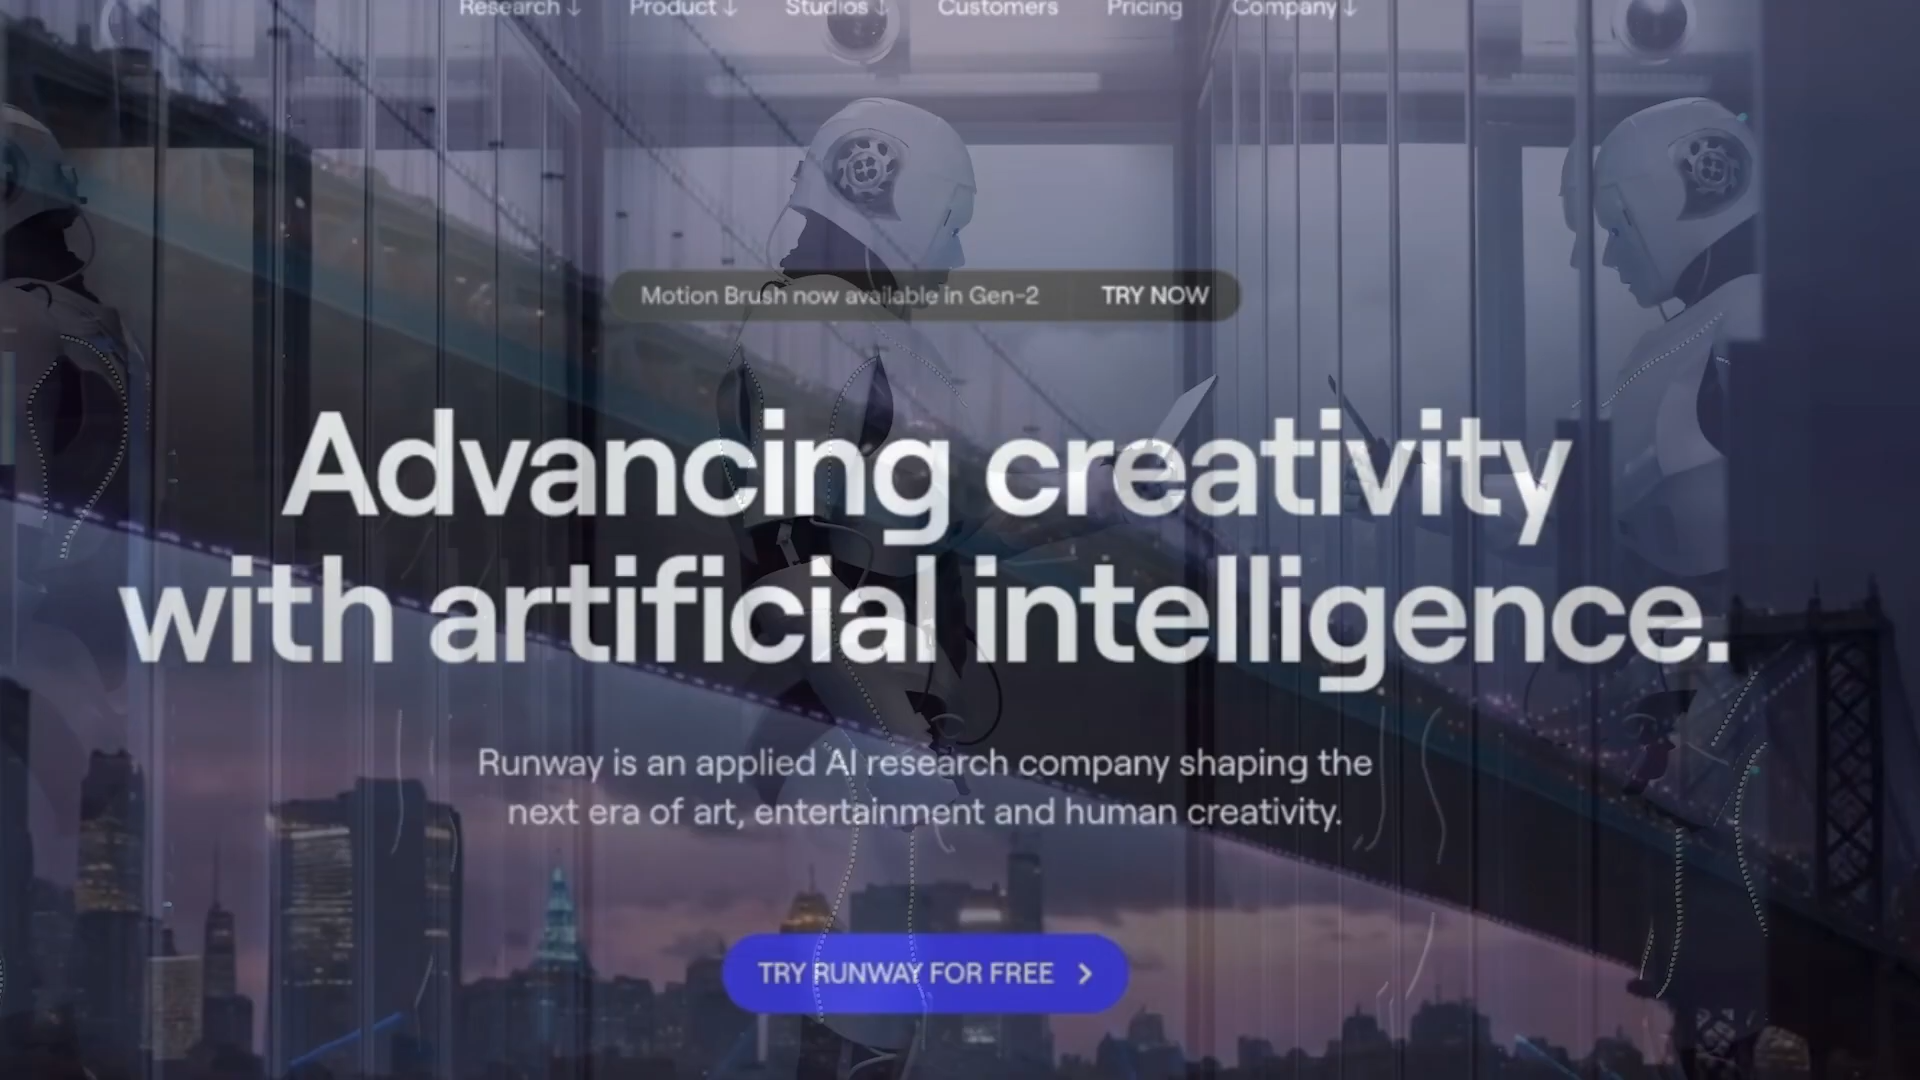 Research ↓ Product ↓ Studios ↓ Customers Pricing Company ↓
Motion Brush now available in Gen-2 TRY NOW
Advancing creativity
with artificial intelligence.
Runway is an applied AI research company shaping the
next era of art, entertainment and human creativity.
TRY RUNWAY FOR FREE >